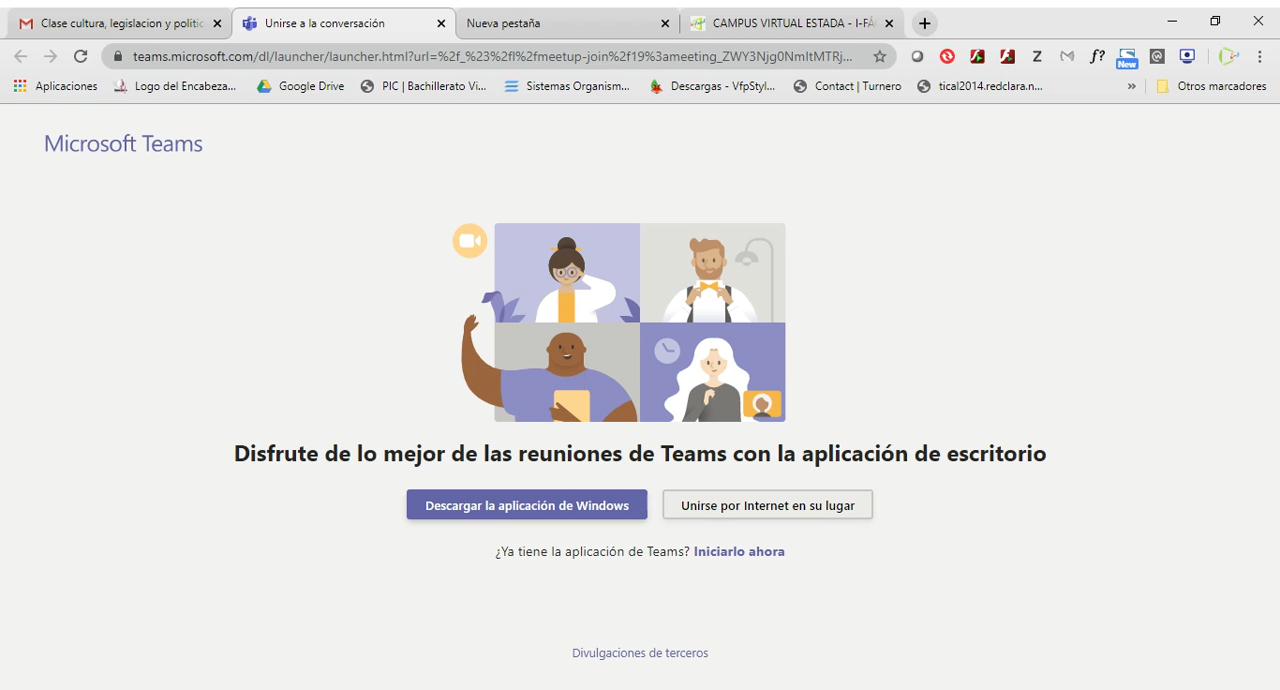 Clase cultura, legislacion y politic
Unirse a la conversación
Nueva pestaña
CAMPUS VIRTUAL ESTADA - I-FÁ
teams.microsoft.com/dl/launcher/launcher.html?url=%2f_%23%2fl%2fmeetup-join%2f19%3ameeting_ZWY3Njg0NmItMTRj...
Z
f?
New
Aplicaciones
Logo del Encabeza...
Google Drive
PIC | Bachillerato Vi...
Sistemas Organism...
Descargas - VfpStyl...
Contact | Turnero
tical2014.redclara.n...
»
Otros marcadores
Microsoft Teams
Disfrute de lo mejor de las reuniones de Teams con la aplicación de escritorio
Descargar la aplicación de Windows
Unirse por Internet en su lugar
¿Ya tiene la aplicación de Teams? Iniciarlo ahora
Divulgaciones de terceros